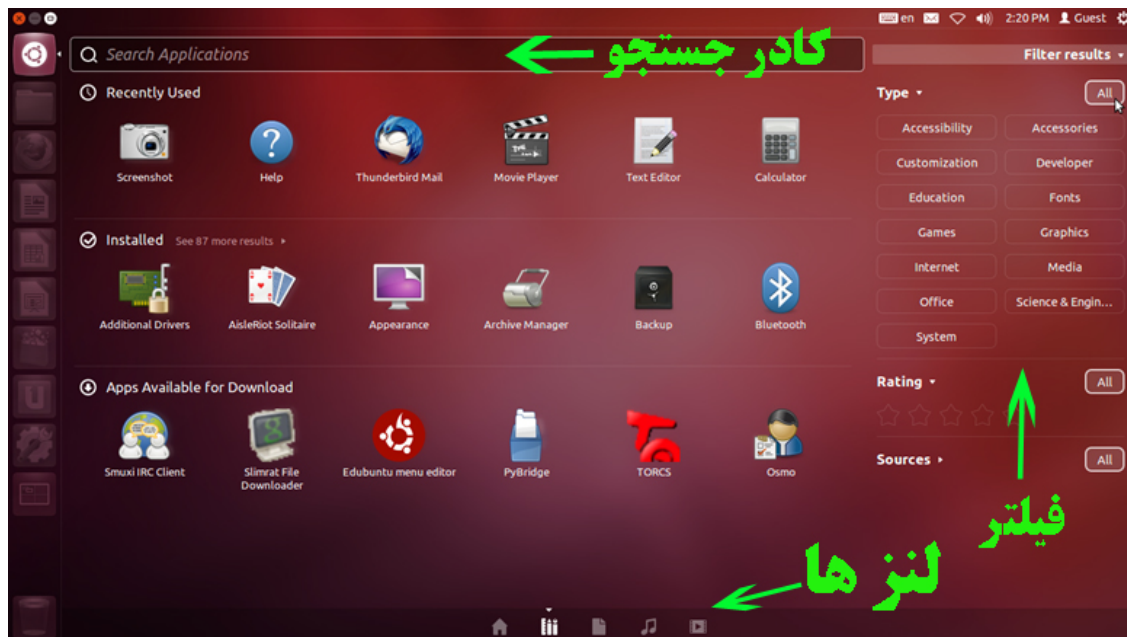 en 2:20 PM Guest
Search Applications
کادر جستجو
Filter results
Recently Used
Screenshot Help Thunderbird Mail Movie Player Text Editor Calculator
Installed See 87 more results
Additional Drivers AisleRiot Solitaire Appearance Archive Manager Backup Bluetooth
Apps Available for Download
Smuxi IRC Client Slimrat File Downloader Edubuntu menu editor PyBridge TORCS Osmo
Type All
Accessibility Accessories
Customization Developer
Education Fonts
Games Graphics
Internet Media
Office Science & Engin...
System
Rating All
Sources All
فیلتر
لنز ها